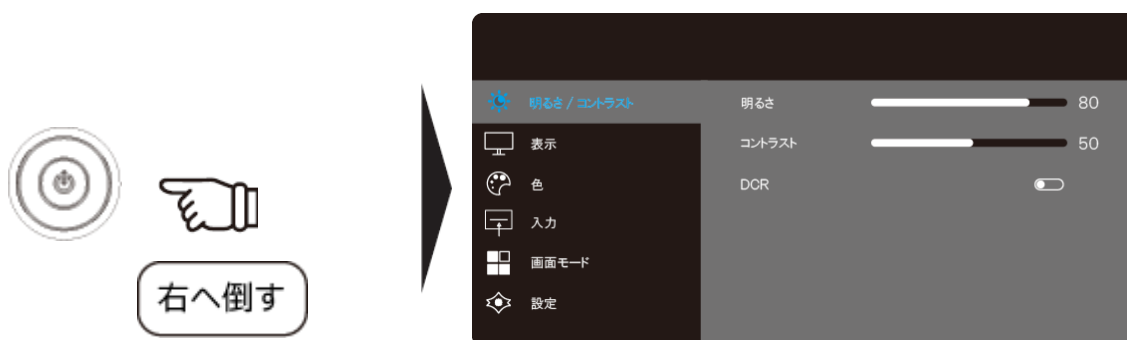 右へ倒す
明るさ / コントラスト
表示
色
入力
画面モード
設定
明るさ 80
コントラスト 50
DCR